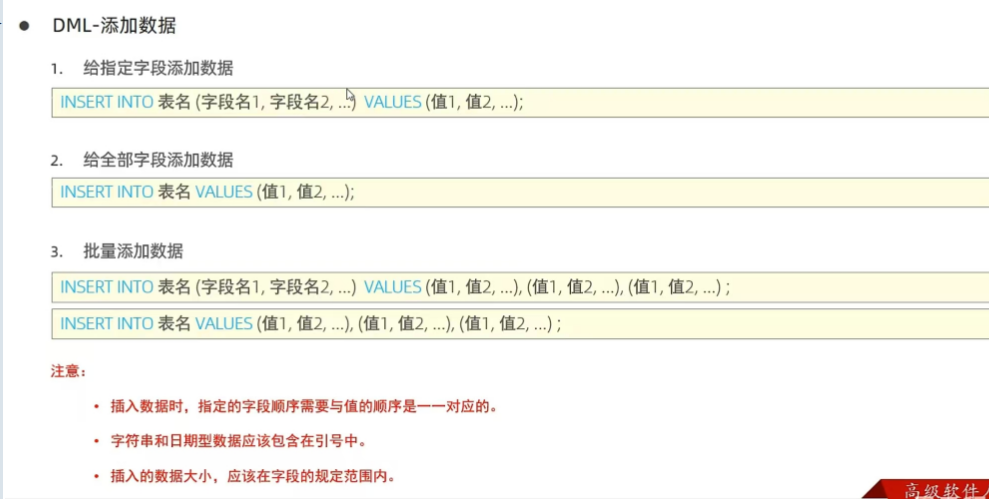 ● DML-添加数据
1. 给指定字段添加数据
INSERT INTO 表名 (字段名1, 字段名2, ...) VALUES (值1, 值2, ...);
2. 给全部字段添加数据
INSERT INTO 表名 VALUES (值1, 值2, ...);
3. 批量添加数据
INSERT INTO 表名 (字段名1, 字段名2, ...) VALUES (值1, 值2, ...), (值1, 值2, ...), (值1, 值2, ...) ;
INSERT INTO 表名 VALUES (值1, 值2, ...), (值1, 值2, ...), (值1, 值2, ...) ;
注意:
• 插入数据时，指定的字段顺序需要与值的顺序是一一对应的。
• 字符串和日期型数据应该包含在引号中。
• 插入的数据大小，应该在字段的规定范围内。
高级软件